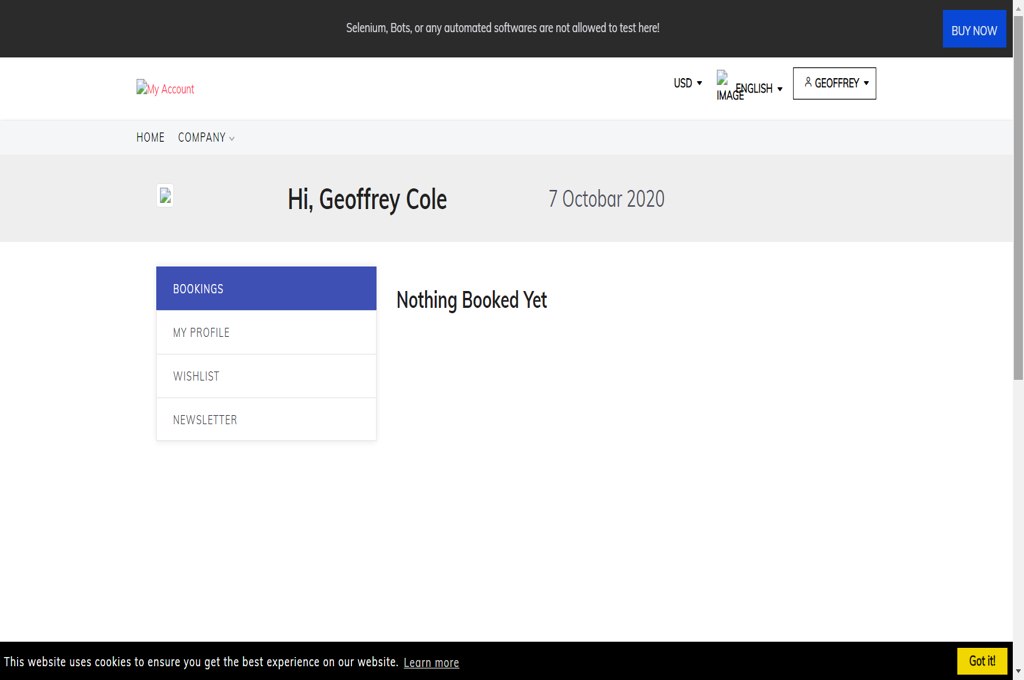 Selenium, Bots, or any automated softwares are not allowed to test here!
BUY NOW
My Account
USD
IMAGE
ENGLISH
GEOFFREY
HOME
COMPANY
Hi, Geoffrey Cole
7 Octobar 2020
BOOKINGS
Nothing Booked Yet
MY PROFILE
WISHLIST
NEWSLETTER
This website uses cookies to ensure you get the best experience on our website. Learn more
Got it!